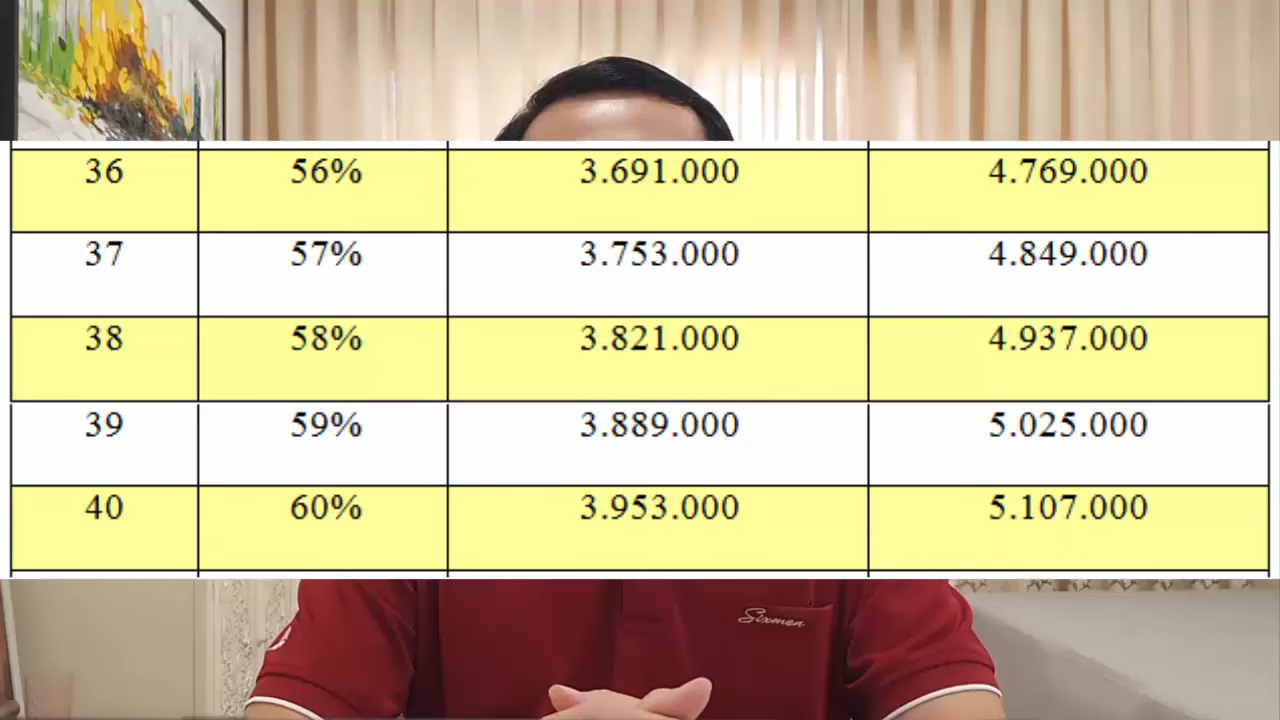 36 56% 3.691.000 4.769.000
37 57% 3.753.000 4.849.000
38 58% 3.821.000 4.937.000
39 59% 3.889.000 5.025.000
40 60% 3.953.000 5.107.000
Sixmen